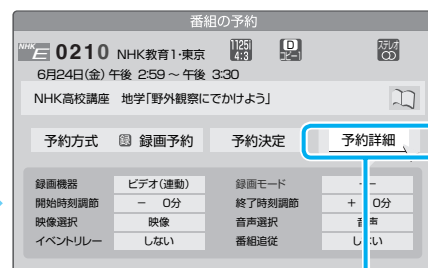 番組の予約
NHK E 0210 NHK教育1・東京 1125i 4:3 D コピー1 ステレオ
6月24日(金) 午後 2:59 ~ 午後 3:30
NHK高校講座 地学「野外観察にでかけよう」
予約方式 録画予約 予約決定 予約詳細
録画機器 ビデオ(連動) 録画モード
開始時刻調節 - 0分 終了時刻調節 + 0分
映像選択 映像 音声選択 音声
イベントリレー しない 番組追従 しない